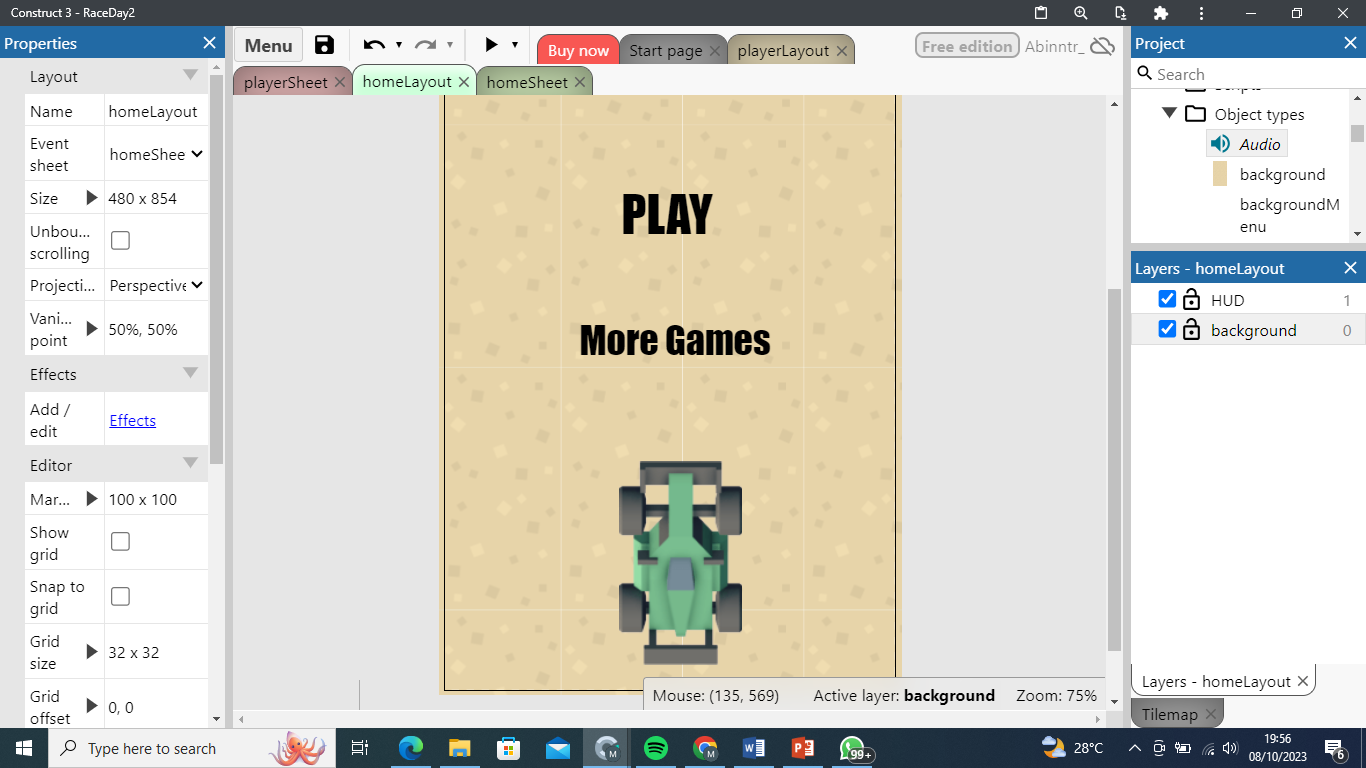 Construct 3 - RaceDay2
Properties
Menu
Buy now
Start page
playerLayout
Free edition
Abinntr_
playerSheet
homeLayout
homeSheet
Layout
Name homeLayout
Event sheet homeShee
Size 480 x 854
Unbou... scrolling
Projecti... Perspective
Vani... point 50%, 50%
Effects
Add / edit Effects
Editor
Mar... 100 x 100
Show grid
Snap to grid
Grid size 32 x 32
Grid offset 0, 0
PLAY
More Games
Mouse: (135, 569) Active layer: background Zoom: 75%
Project
Search
Scripts
Object types
Audio
background
backgroundM
enu
Layers - homeLayout
HUD 1
background 0
Layers - homeLayout
Tilemap
Type here to search
99+
28°C
19:56
08/10/2023
6